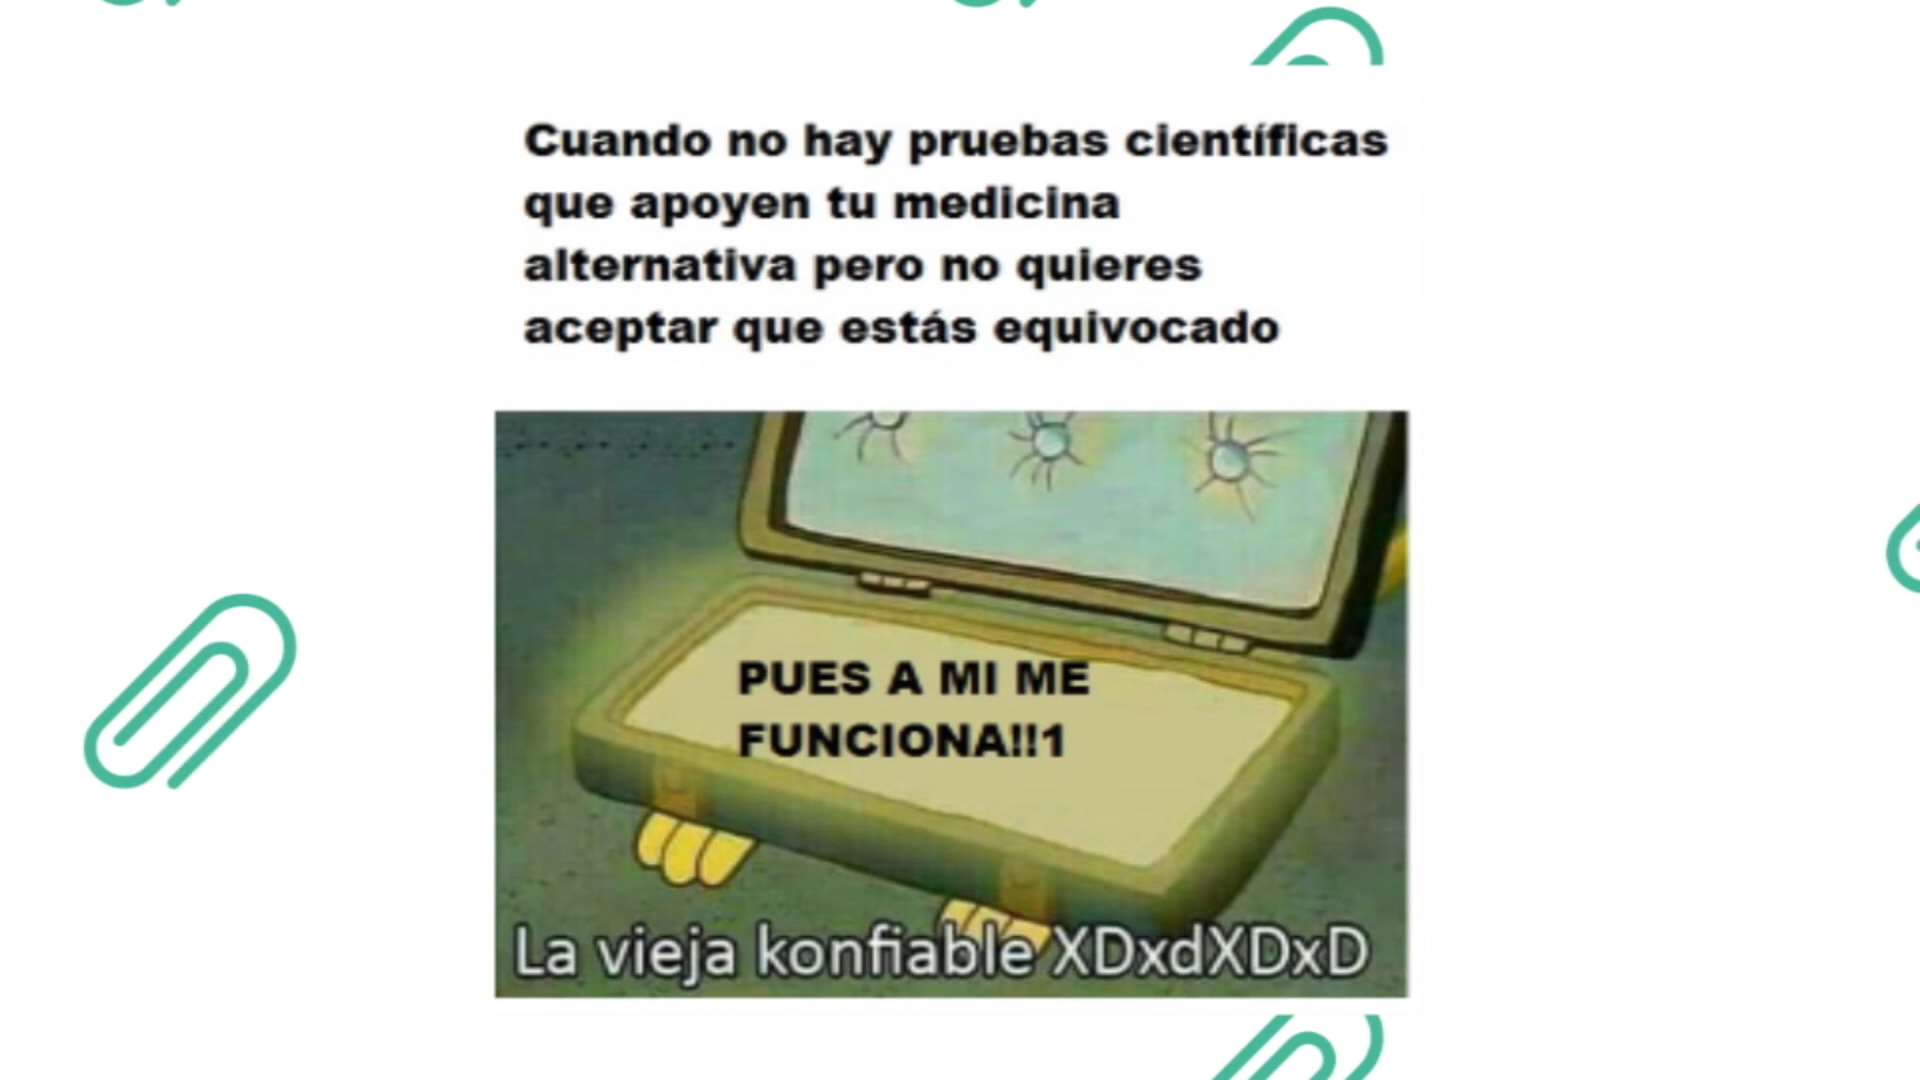 Cuando no hay pruebas científicas
que apoyen tu medicina
alternativa pero no quieres
aceptar que estás equivocado
PUES A MI ME
FUNCIONA!!1
La vieja konfiable XDxdXDxD